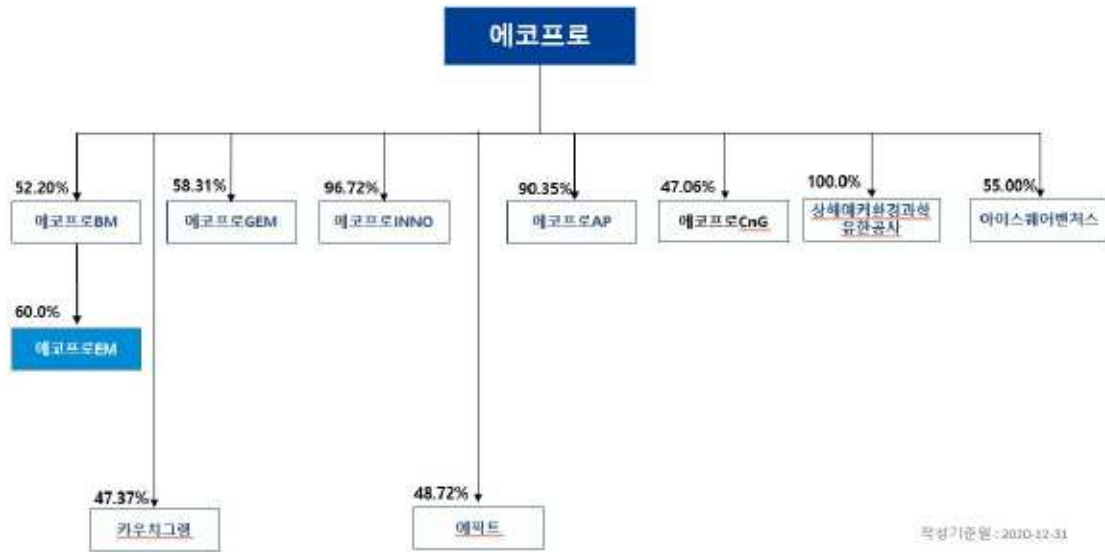 에코프로
52.20%
58.31%
96.72%
90.35%
47.06%
100.0%
55.00%
에코프로BM
에코프로GEM
에코프로INNO
에코프로AP
에코프로CnG
상해예커환경과학
유한공사
아이스퀘어벤처스
60.0%
에코프로EM
47.37%
48.72%
카우치그램
에픽트
작성기준일 : 2020-12-31